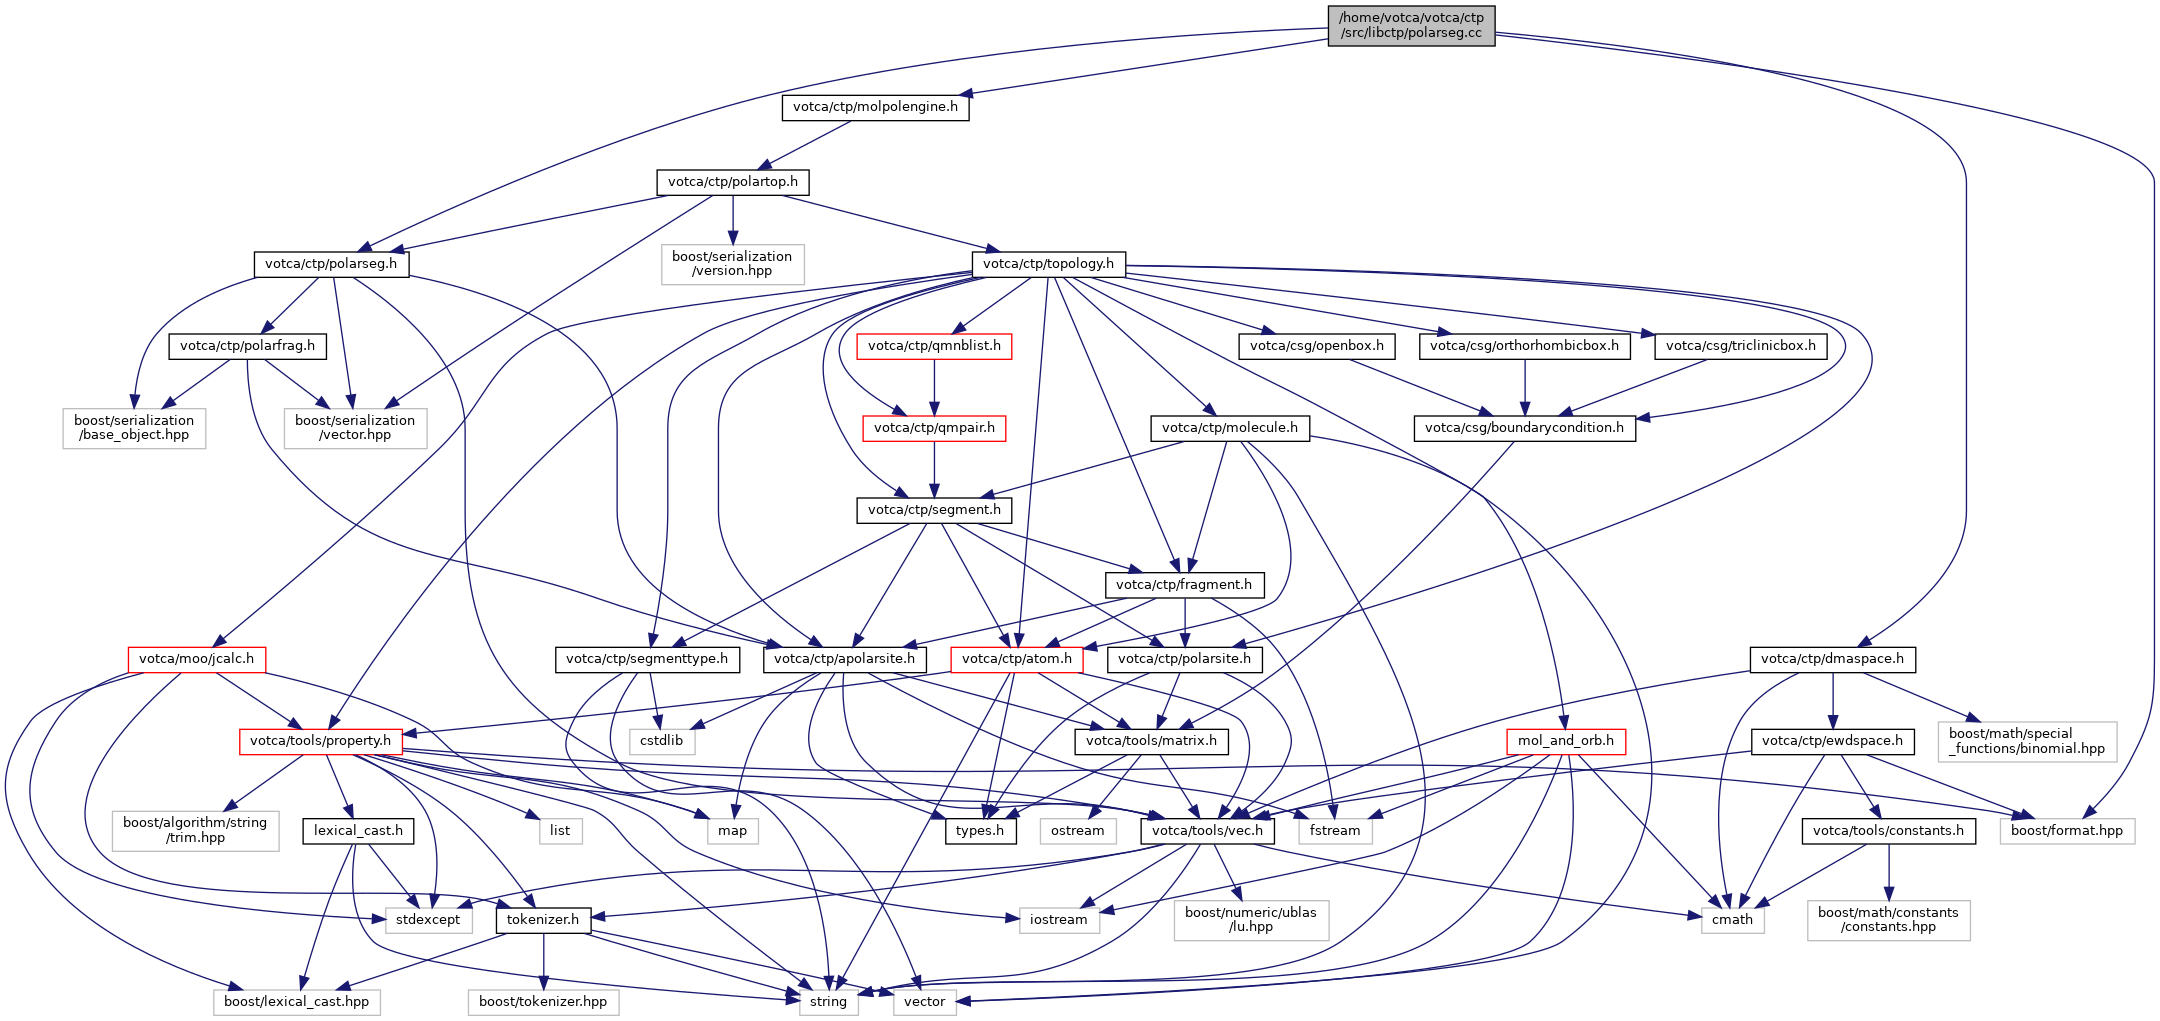 /home/votca/votca/ctp
/src/libctp/polarseg.cc
votca/ctp/molpolengine.h
votca/ctp/polartop.h
votca/ctp/polarseg.h
boost/serialization
/version.hpp
votca/ctp/topology.h
votca/ctp/polarfrag.h
votca/ctp/qmnblist.h
votca/csg/openbox.h
votca/csg/orthorhombicbox.h
votca/csg/triclinicbox.h
boost/serialization
/base_object.hpp
boost/serialization
/vector.hpp
votca/ctp/qmpair.h
votca/ctp/molecule.h
votca/csg/boundarycondition.h
votca/ctp/segment.h
votca/ctp/fragment.h
votca/moo/jcalc.h
votca/ctp/segmenttype.h
votca/ctp/apolarsite.h
votca/ctp/atom.h
votca/ctp/polarsite.h
votca/ctp/dmaspace.h
votca/tools/property.h
cstdlib
votca/tools/matrix.h
mol_and_orb.h
votca/ctp/ewdspace.h
boost/math/special
_functions/binomial.hpp
boost/algorithm/string
/trim.hpp
lexical_cast.h
list
map
types.h
ostream
votca/tools/vec.h
fstream
votca/tools/constants.h
boost/format.hpp
stdexcept
tokenizer.h
iostream
boost/numeric/ublas
/lu.hpp
cmath
boost/math/constants
/constants.hpp
boost/lexical_cast.hpp
boost/tokenizer.hpp
string
vector